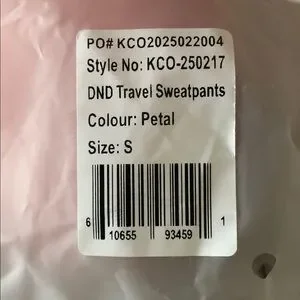 PO# KCO2025022004
Style No: KCO-250217
DND Travel Sweatpants
Colour: Petal
Size: S
6 10655 93459 1